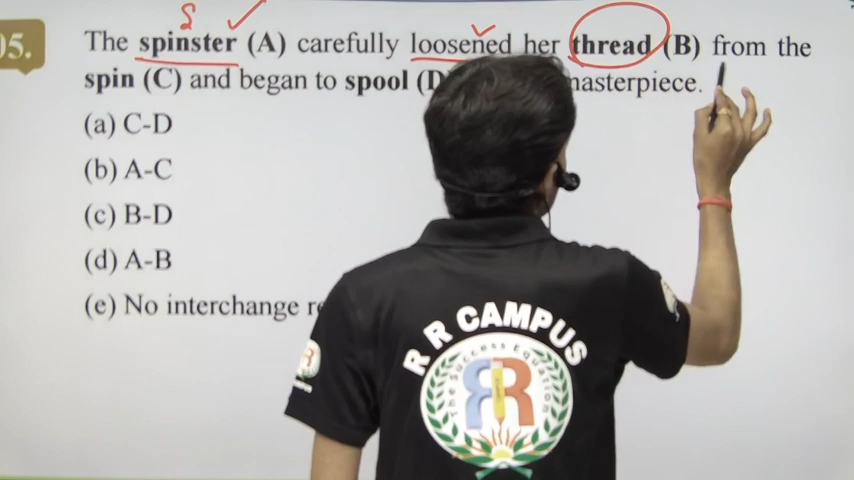 05.
The spinster (A) carefully loosened her thread (B) from the
S
spin (C) and began to spool (D masterpiece.
(a) C-D
(b) A-C
(c) B-D
(d) A-B
(e) No interchange
R R CAMPUS
The Success Equation